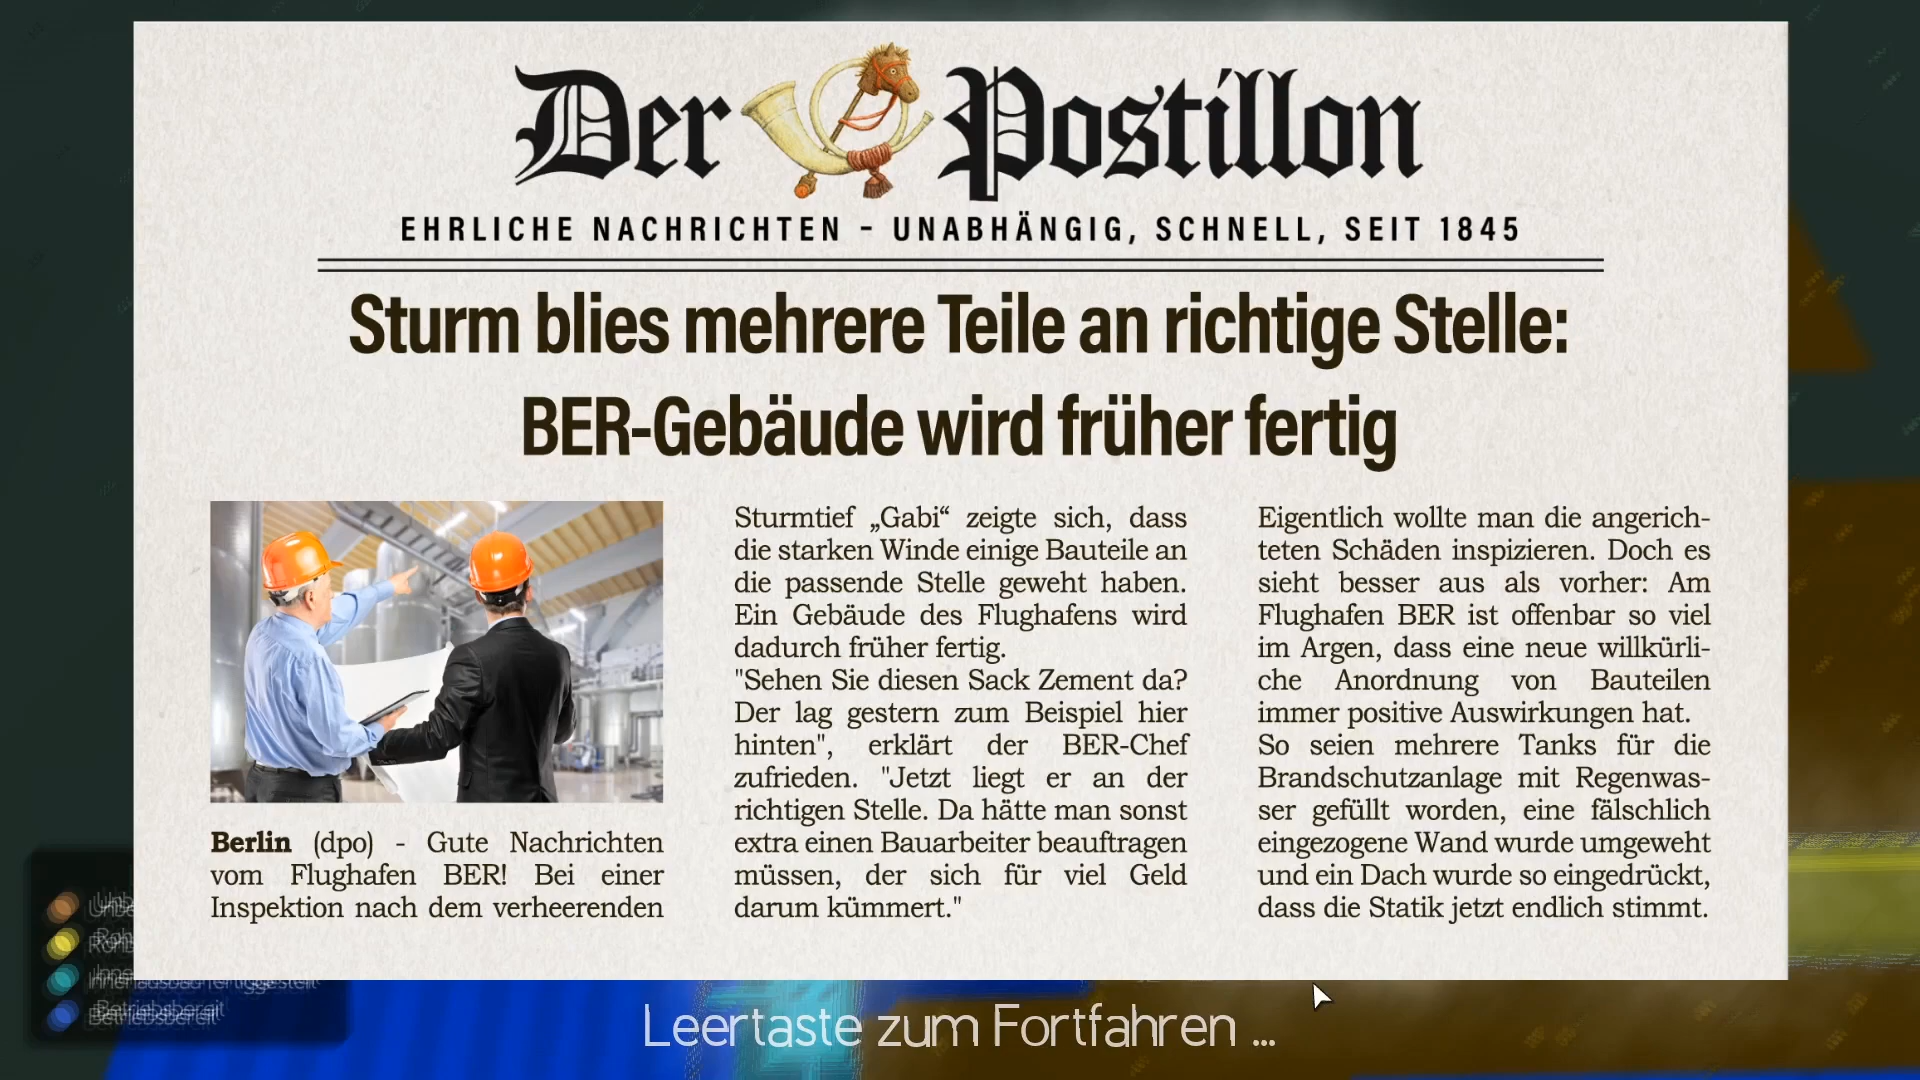 Der Postillon
EHRLICHE NACHRICHTEN - UNABHÄNGIG, SCHNELL, SEIT 1845
Sturm blies mehrere Teile an richtige Stelle:
BER-Gebäude wird früher fertig
Berlin (dpo) - Gute Nachrichten
vom Flughafen BER! Bei einer
Inspektion nach dem verheerenden
Sturmtief „Gabi“ zeigte sich, dass
die starken Winde einige Bauteile an
die passende Stelle geweht haben.
Ein Gebäude des Flughafens wird
dadurch früher fertig.
"Sehen Sie diesen Sack Zement da?
Der lag gestern zum Beispiel hier
hinten", erklärt der BER-Chef
zufrieden. "Jetzt liegt er an der
richtigen Stelle. Da hätte man sonst
extra einen Bauarbeiter beauftragen
müssen, der sich für viel Geld
darum kümmert."
Eigentlich wollte man die angerich-
teten Schäden inspizieren. Doch es
sieht besser aus als vorher: Am
Flughafen BER ist offenbar so viel
im Argen, dass eine neue willkürli-
che Anordnung von Bauteilen
immer positive Auswirkungen hat.
So seien mehrere Tanks für die
Brandschutzanlage mit Regenwas-
ser gefüllt worden, eine fälschlich
eingezogene Wand wurde umgeweht
und ein Dach wurde so eingedrückt,
dass die Statik jetzt endlich stimmt.
Innenausbau fertiggestellt
Betriebsbereit
Leertaste zum Fortfahren ...